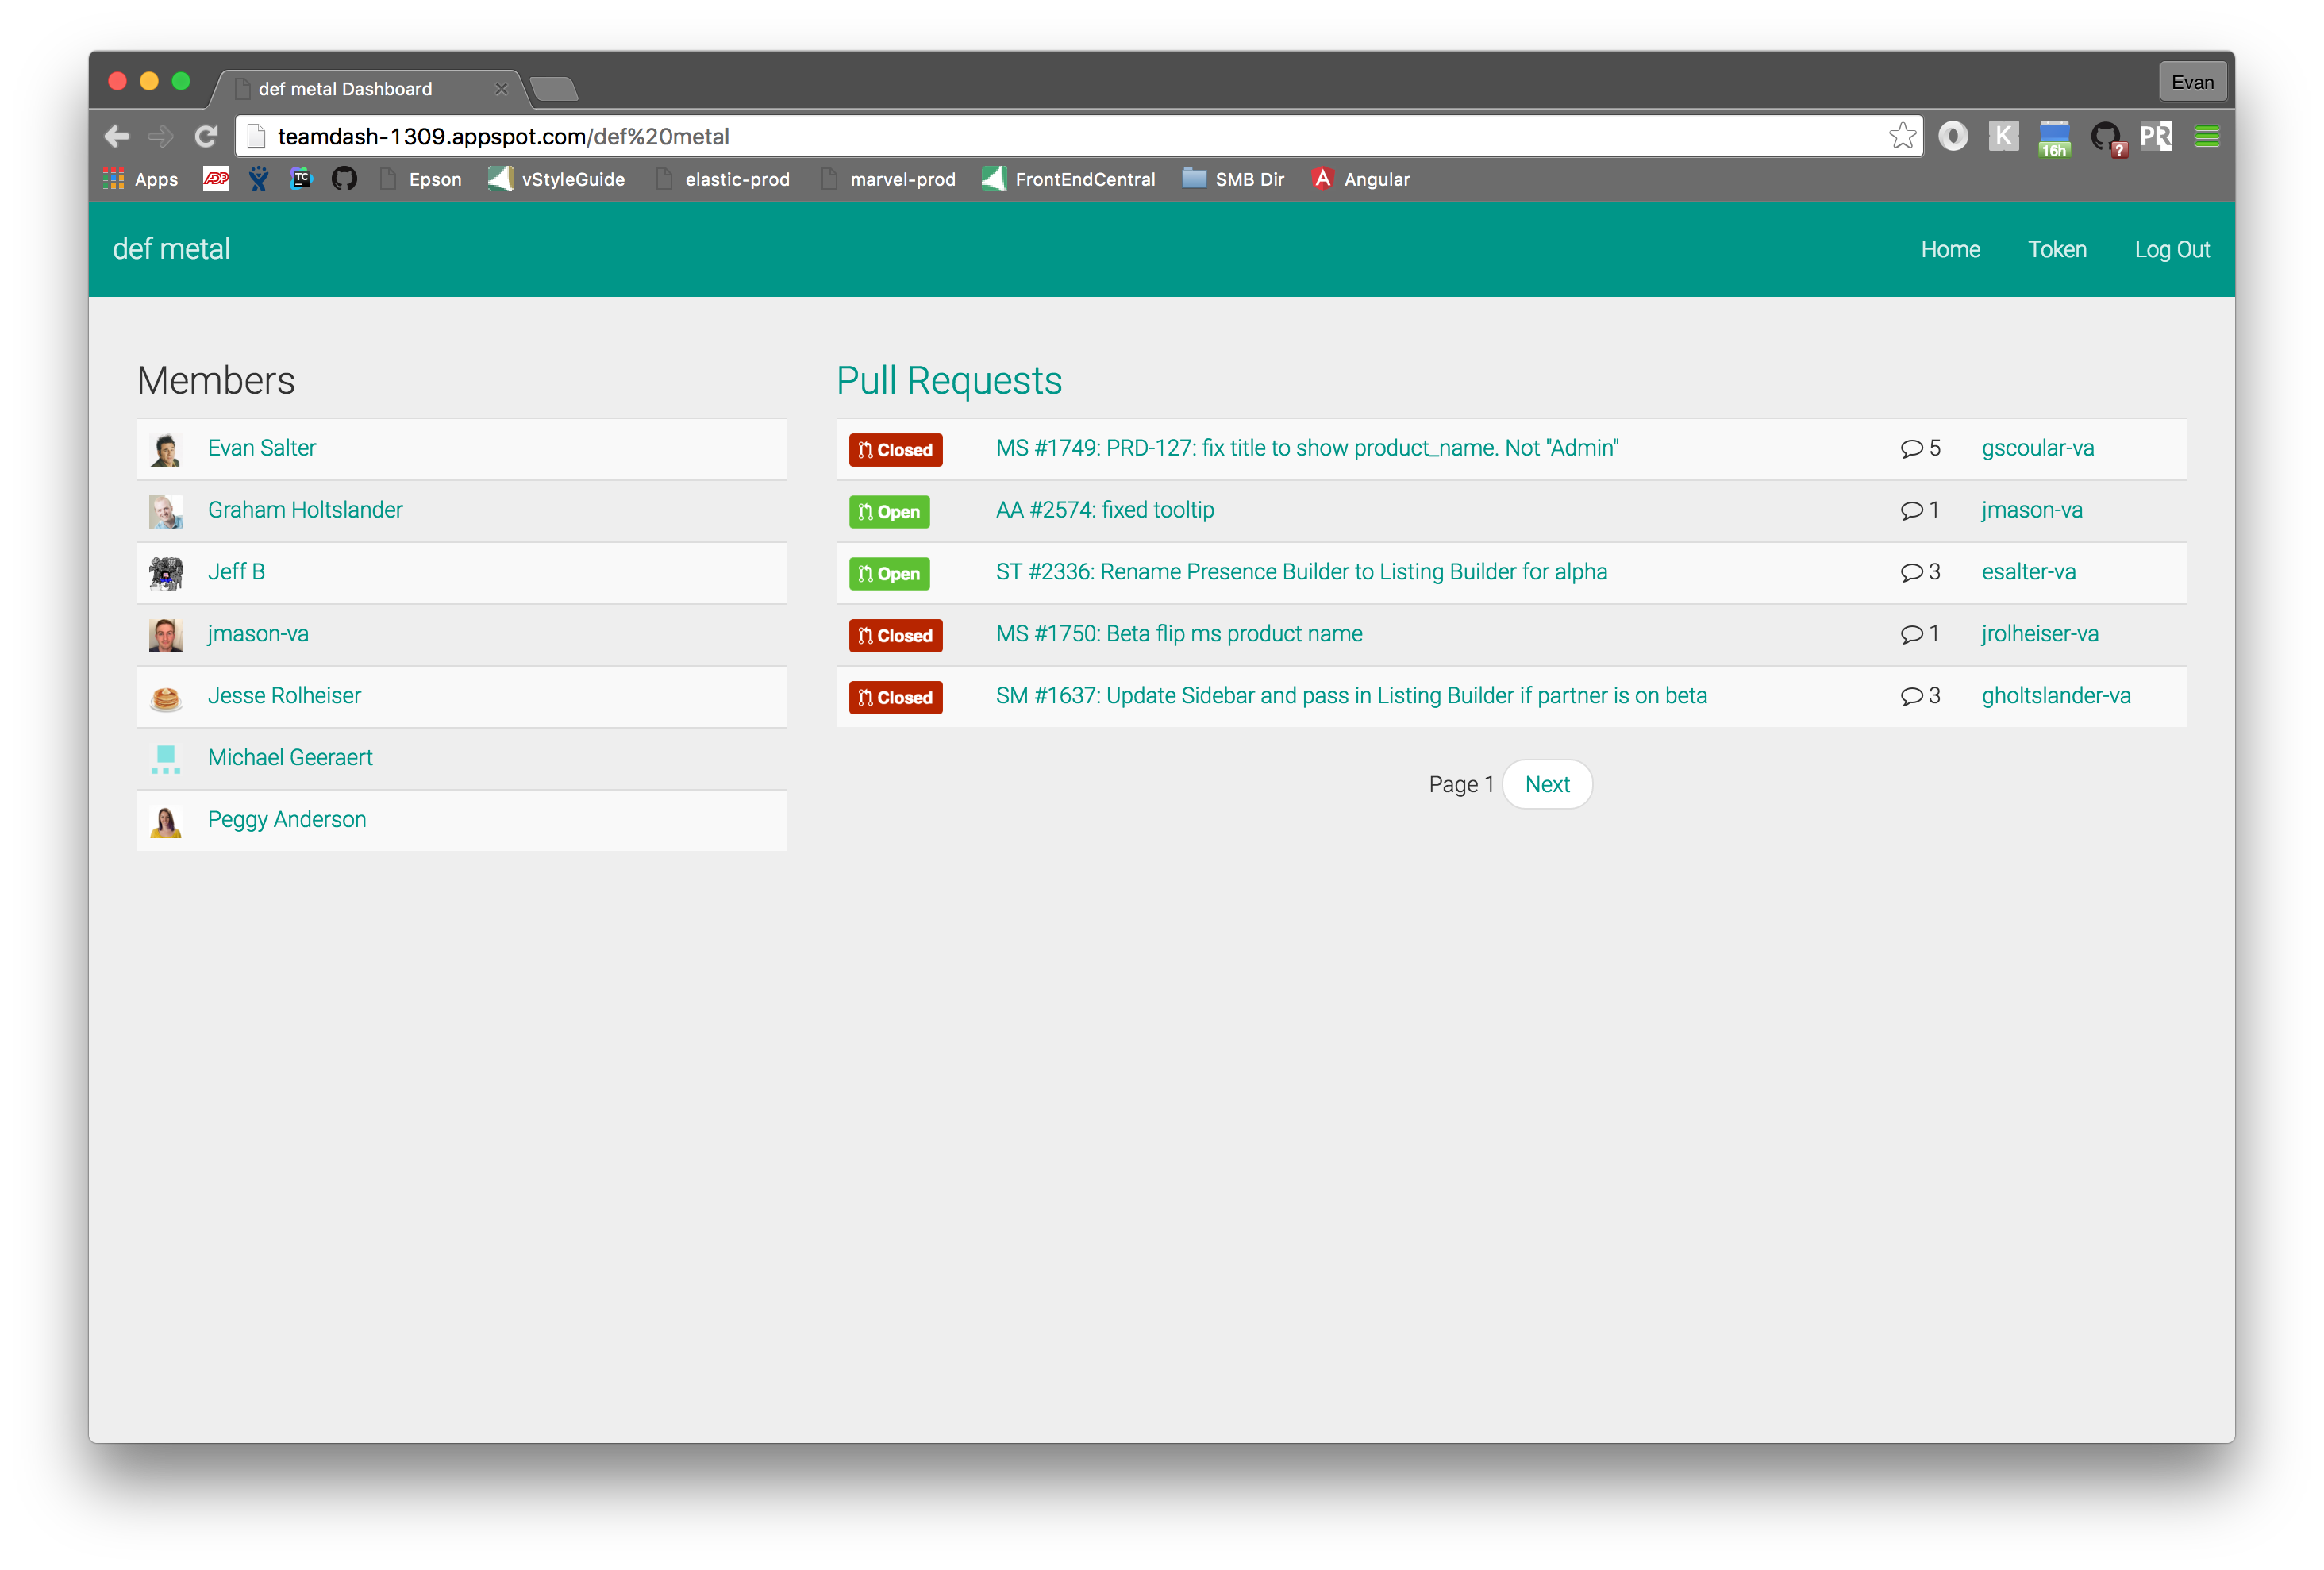 def metal Dashboard
Evan
teamdash-1309.appspot.com/def%20metal
K 16h ? PR
Apps ADP TC Epson vStyleGuide elastic-prod marvel-prod FrontEndCentral SMB Dir Angular
def metal Home Token Log Out
Members
Evan Salter
Graham Holtslander
Jeff B
jmason-va
Jesse Rolheiser
Michael Geeraert
Peggy Anderson
Pull Requests
Closed MS #1749: PRD-127: fix title to show product_name. Not "Admin" 5 gscoular-va
Open AA #2574: fixed tooltip 1 jmason-va
Open ST #2336: Rename Presence Builder to Listing Builder for alpha 3 esalter-va
Closed MS #1750: Beta flip ms product name 1 jrolheiser-va
Closed SM #1637: Update Sidebar and pass in Listing Builder if partner is on beta 3 gholtslander-va
Page 1 Next